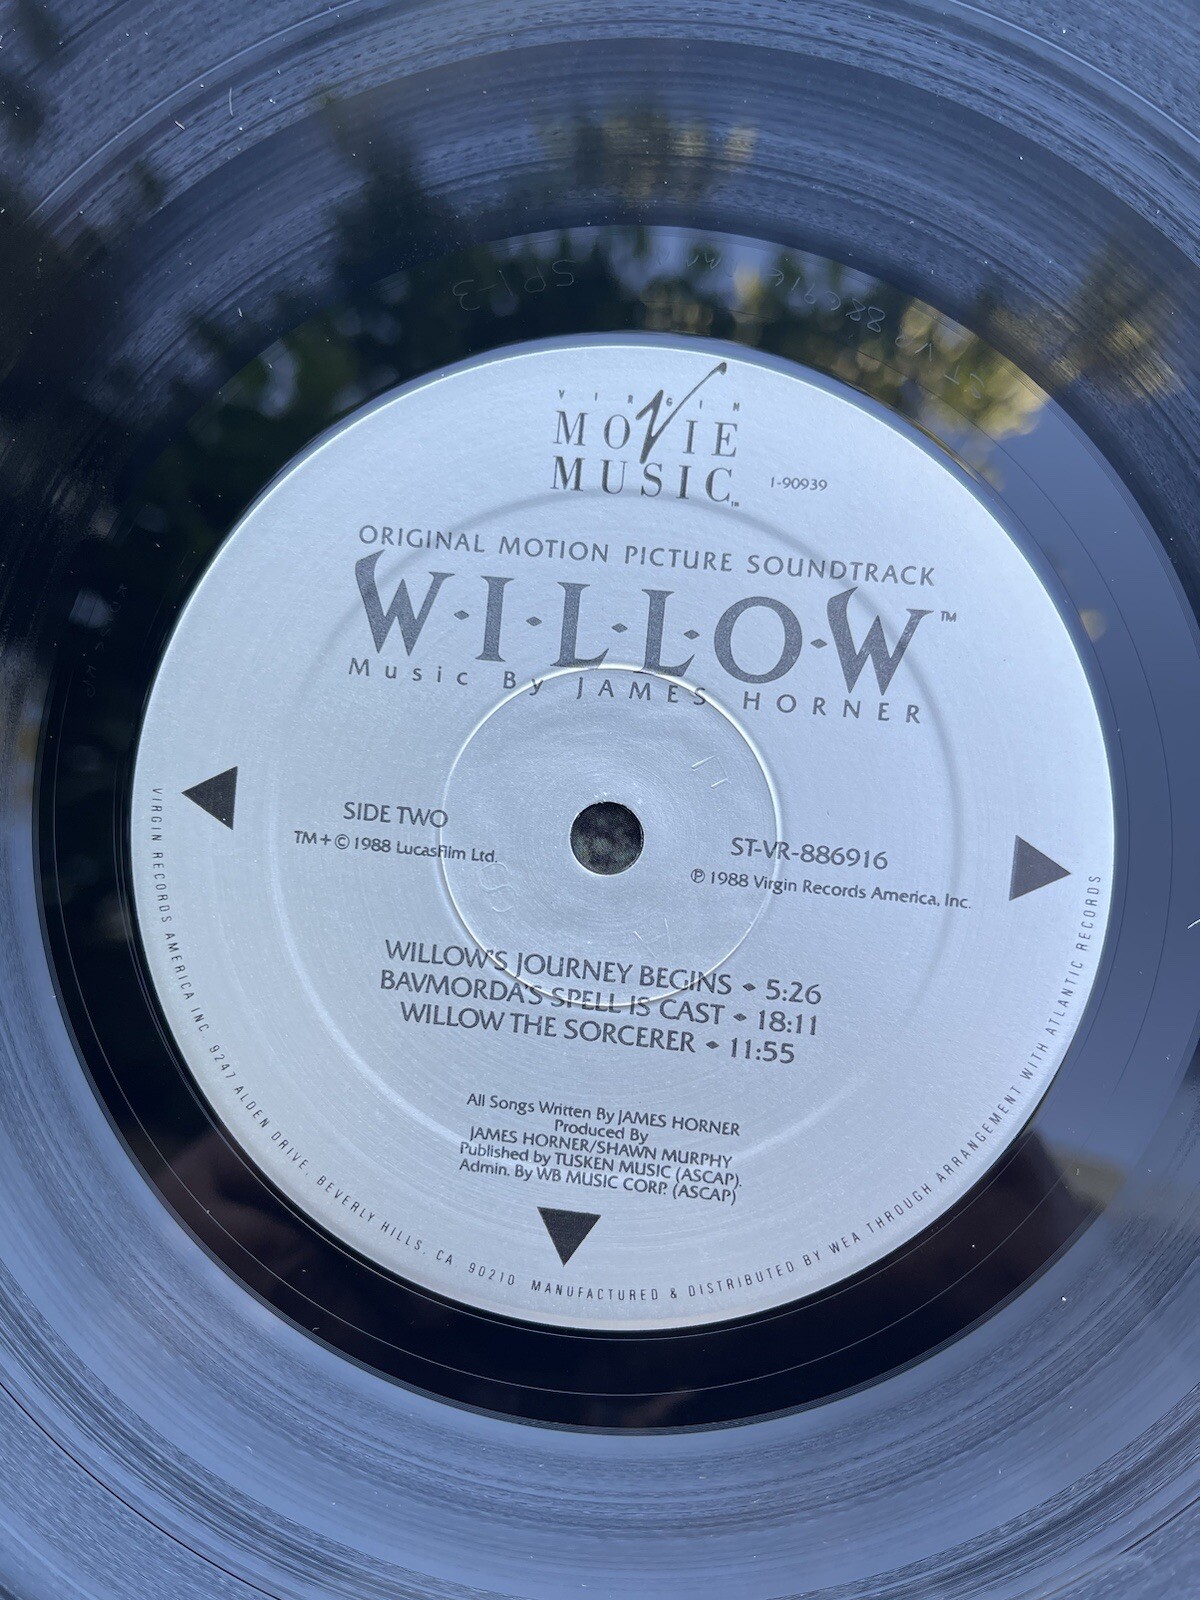 VIRGIN
MOVIE
MUSIC™
1-90939
ORIGINAL MOTION PICTURE SOUNDTRACK
W·I·L·L·O·W™
Music By JAMES HORNER
SIDE TWO
TM + © 1988 Lucasfilm Ltd.
ST-VR-886916
℗ 1988 Virgin Records America, Inc.
WILLOW'S JOURNEY BEGINS ◆ 5:26
BAVMORDA'S SPELL IS CAST ◆ 18:11
WILLOW THE SORCERER ◆ 11:55
All Songs Written By JAMES HORNER
Produced By
JAMES HORNER/SHAWN MURPHY
Published by TUSKEN MUSIC (ASCAP).
Admin. By WB MUSIC CORP. (ASCAP)
VIRGIN RECORDS AMERICA INC. 9247 ALDEN DRIVE, BEVERLY HILLS, CA. 90210. MANUFACTURED & DISTRIBUTED BY WEA THROUGH ARRANGEMENT WITH ATLANTIC RECORDS